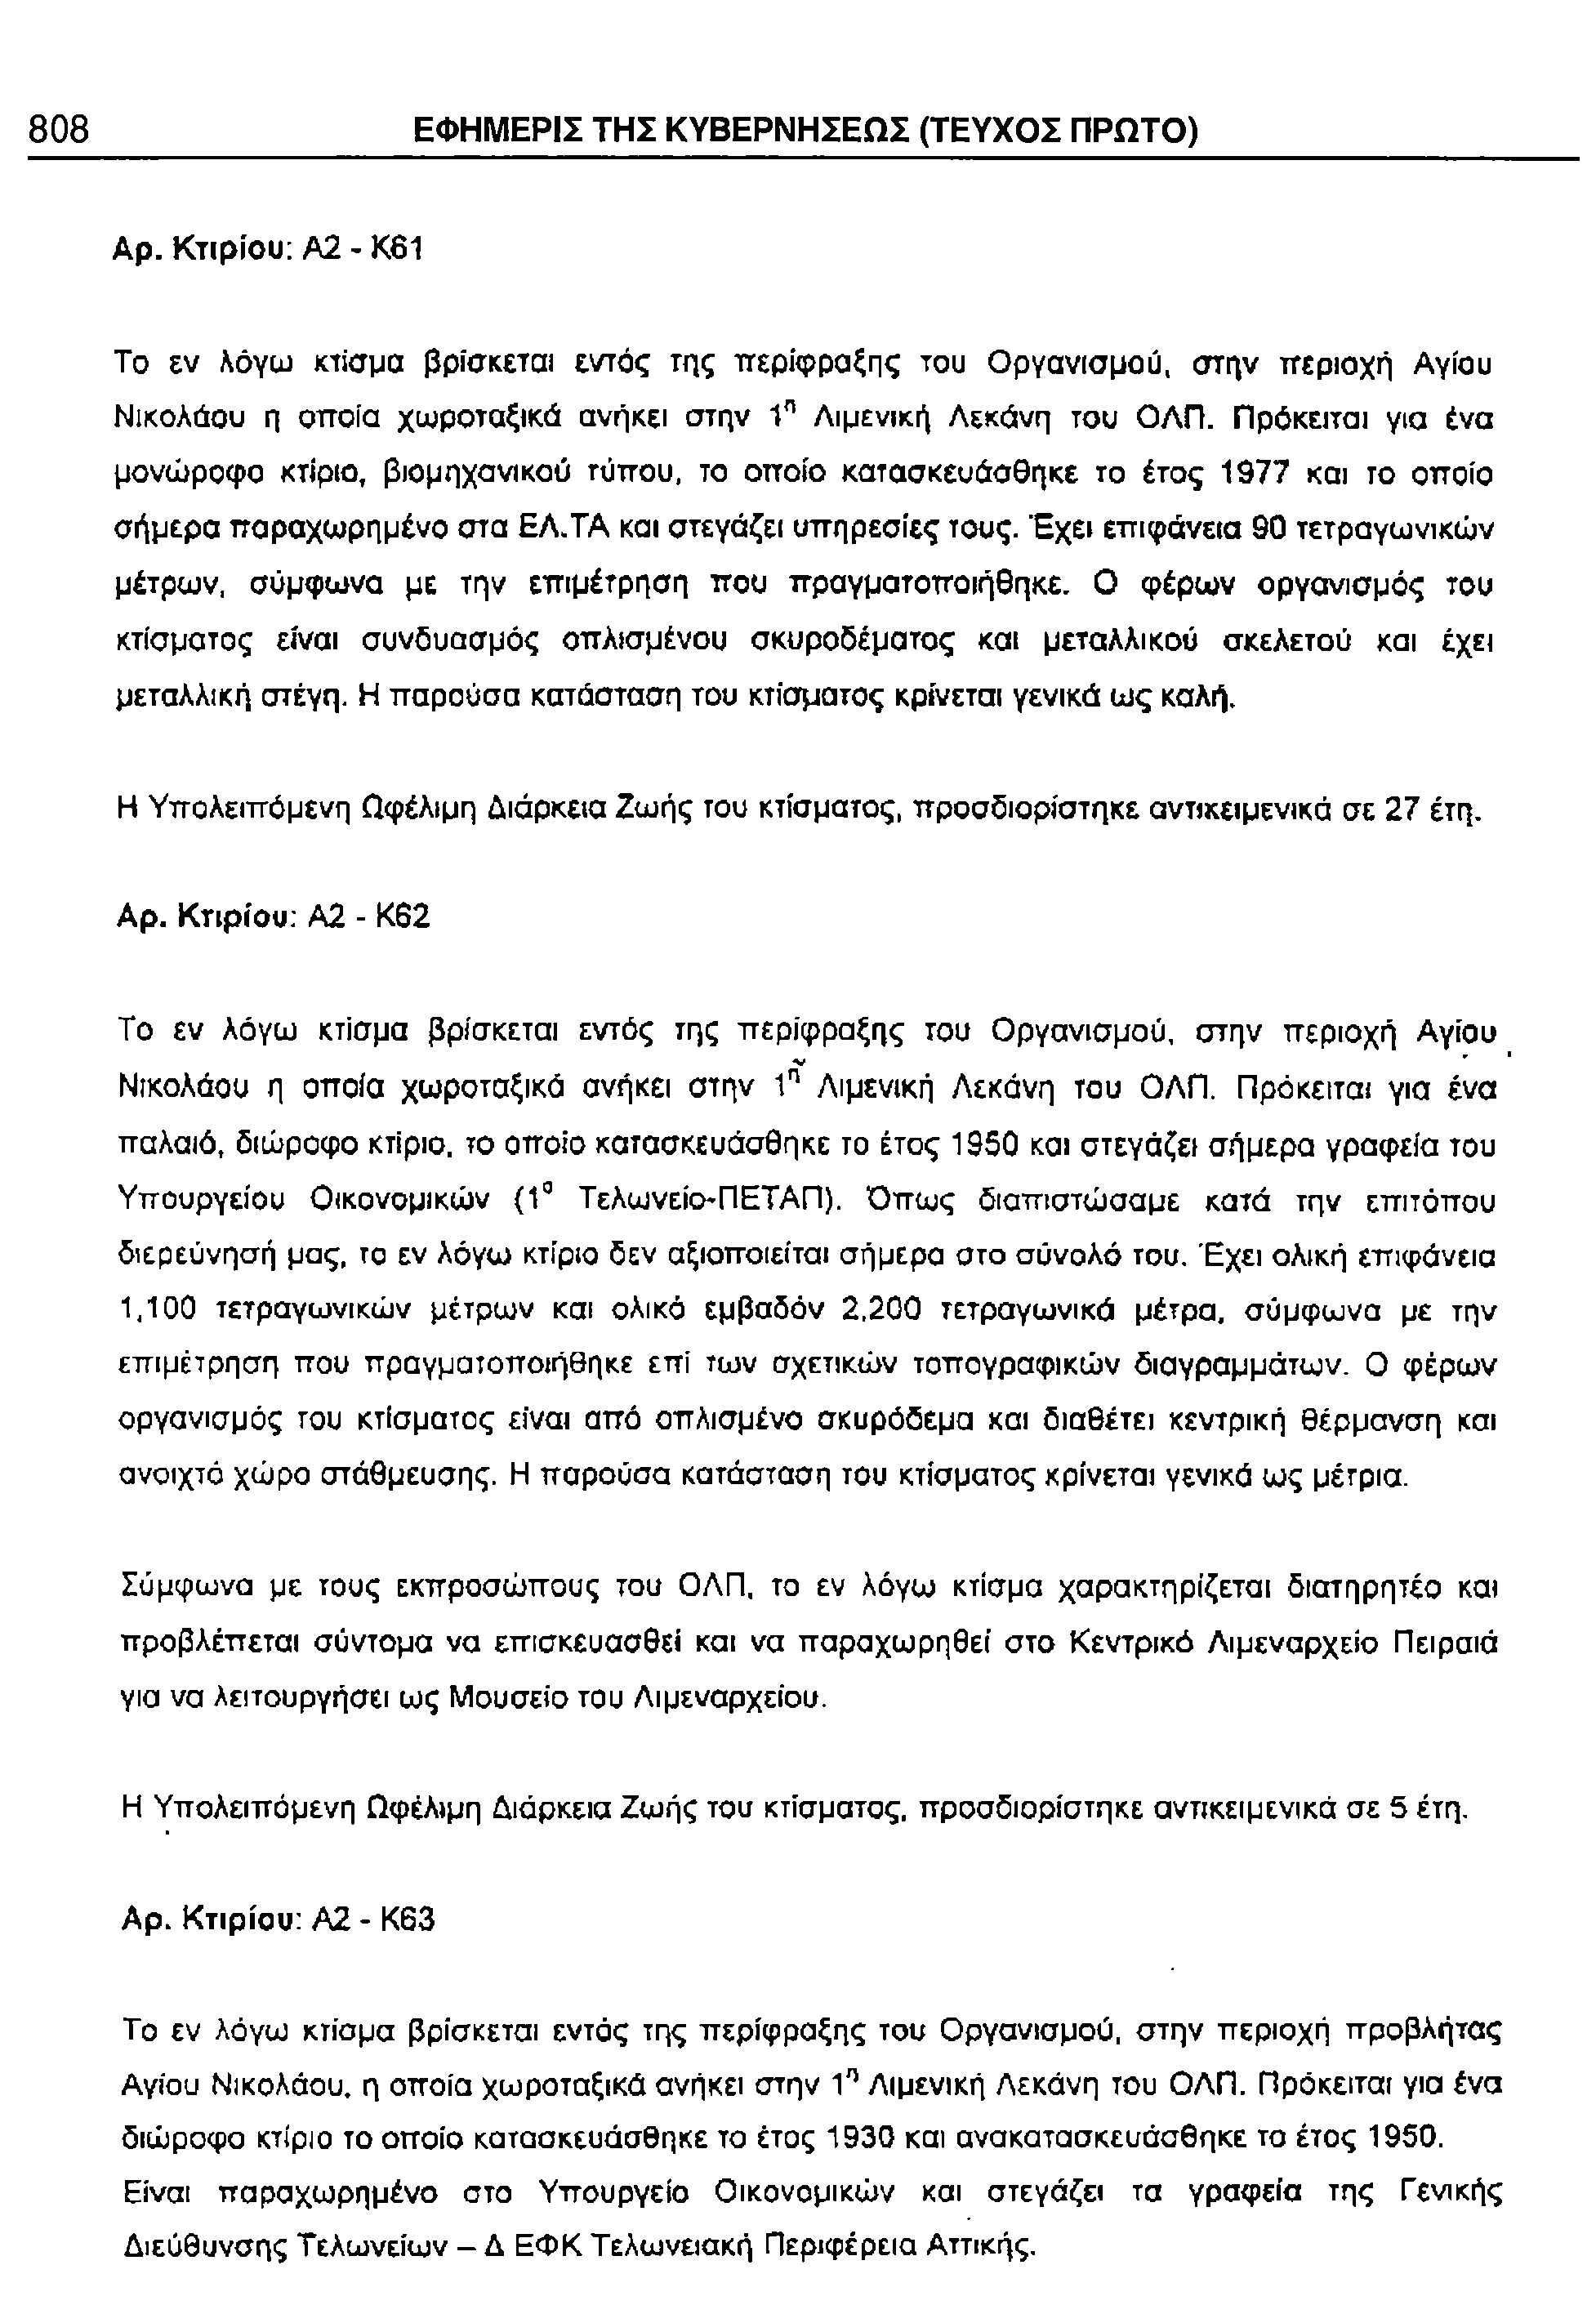 808
ΕΦΗΜΕΡΙΣ ΤΗΣ ΚΥΒΕΡΝΗΣΕΩΣ (ΤΕΥΧΟΣ ΠΡΩΤΟ)
Αρ. Κτιρίου: Α2 - Κ61
Το εν λόγω κτίσμα βρίσκεται εντός της περίφραξης του Οργανισμού, στην περιοχή Αγίου
Νικολάου η οποία χωροταξικά ανήκει στην 1η Λιμενική Λεκάνη του ΟΛΠ. Πρόκειται για ένα
μονώροφο κτίριο, βιομηχανικού τύπου, το οποίο κατασκευάσθηκε το έτος 1977 και το οποίο
σήμερα παραχωρημένο στα ΕΛ.ΤΑ και στεγάζει υπηρεσίες τους. Έχει επιφάνεια 90 τετραγωνικών
μέτρων, σύμφωνα με την επιμέτρηση που πραγματοποιήθηκε. Ο φέρων οργανισμός του
κτίσματος είναι συνδυασμός οπλισμένου σκυροδέματος και μεταλλικού σκελετού και έχει
μεταλλική στέγη. Η παρούσα κατάσταση του κτίσματος κρίνεται γενικά ως καλή.
Η Υπολειπόμενη Ωφέλιμη Διάρκεια Ζωής του κτίσματος, προσδιορίστηκε αντικειμενικά σε 27 έτη.
Αρ. Κτιρίου: Α2 - Κ62
Το εν λόγω κτίσμα βρίσκεται εντός της περίφραξης του Οργανισμού, στην περιοχή Αγίου
Νικολάου η οποία χωροταξικά ανήκει στην 1η Λιμενική Λεκάνη του ΟΛΠ. Πρόκειται για ένα
παλαιό, διώροφο κτίριο, το οποίο κατασκευάσθηκε το έτος 1950 και στεγάζει σήμερα γραφεία του
Υπουργείου Οικονομικών (1ο Τελωνείο-ΠΕΤΑΠ). Όπως διαπιστώσαμε κατά την επιτόπου
διερεύνησή μας, το εν λόγω κτίριο δεν αξιοποιείται σήμερα στο σύνολό του. Έχει ολική επιφάνεια
1,100 τετραγωνικών μέτρων και ολικό εμβαδόν 2,200 τετραγωνικά μέτρα, σύμφωνα με την
επιμέτρηση που πραγματοποιήθηκε επί των σχετικών τοπογραφικών διαγραμμάτων. Ο φέρων
οργανισμός του κτίσματος είναι από οπλισμένο σκυρόδεμα και διαθέτει κεντρική θέρμανση και
ανοιχτό χώρο στάθμευσης. Η παρούσα κατάσταση του κτίσματος κρίνεται γενικά ως μέτρια.
Σύμφωνα με τους εκπροσώπους του ΟΛΠ, το εν λόγω κτίσμα χαρακτηρίζεται διατηρητέο και
προβλέπεται σύντομα να επισκευασθεί και να παραχωρηθεί στο Κεντρικό Λιμεναρχείο Πειραιά
για να λειτουργήσει ως Μουσείο του Λιμεναρχείου.
Η Υπολειπόμενη Ωφέλιμη Διάρκεια Ζωής του κτίσματος, προσδιορίστηκε αντικειμενικά σε 5 έτη.
Αρ. Κτιρίου: Α2 - Κ63
Το εν λόγω κτίσμα βρίσκεται εντός της περίφραξης του Οργανισμού, στην περιοχή προβλήτας
Αγίου Νικολάου, η οποία χωροταξικά ανήκει στην 1η Λιμενική Λεκάνη του ΟΛΠ. Πρόκειται για ένα
διώροφο κτίριο το οποίο κατασκευάσθηκε το έτος 1930 και ανακατασκευάσθηκε το έτος 1950.
Είναι παραχωρημένο στο Υπουργείο Οικονομικών και στεγάζει τα γραφεία της Γενικής
Διεύθυνσης Τελωνείων – Δ ΕΦΚ Τελωνειακή Περιφέρεια Αττικής.